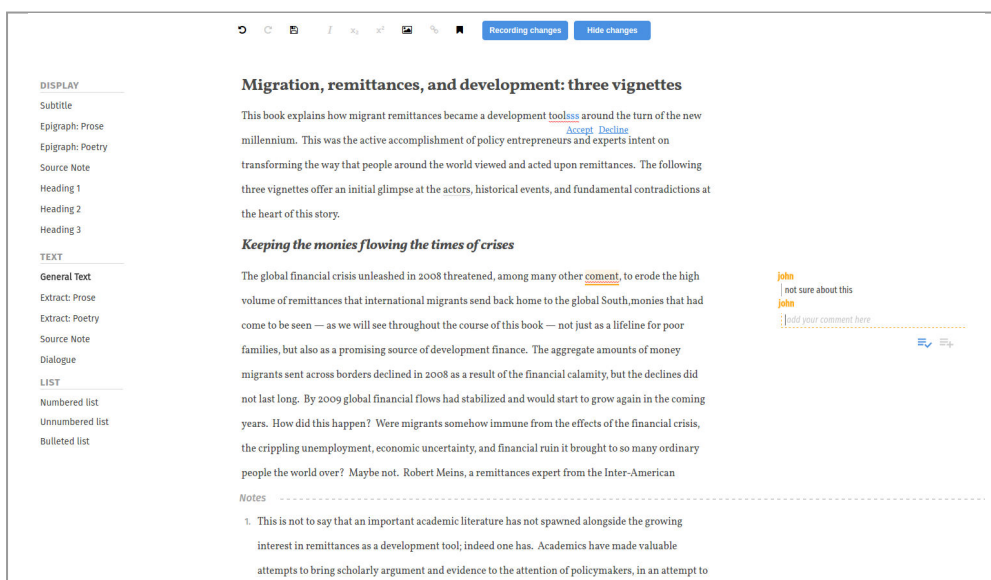 I x₂ x² Recording changes Hide changes
DISPLAY
Subtitle
Epigraph: Prose
Epigraph: Poetry
Source Note
Heading 1
Heading 2
Heading 3
TEXT
General Text
Extract: Prose
Extract: Poetry
Source Note
Dialogue
LIST
Numbered list
Unnumbered list
Bulleted list
Migration, remittances, and development: three vignettes
This book explains how migrant remittances became a development toolsss around the turn of the new
Accept Decline
millennium. This was the active accomplishment of policy entrepreneurs and experts intent on
transforming the way that people around the world viewed and acted upon remittances. The following
three vignettes offer an initial glimpse at the actors, historical events, and fundamental contradictions at
the heart of this story.
Keeping the monies flowing the times of crises
The global financial crisis unleashed in 2008 threatened, among many other coment, to erode the high
volume of remittances that international migrants send back home to the global South,monies that had
come to be seen — as we will see throughout the course of this book — not just as a lifeline for poor
families, but also as a promising source of development finance. The aggregate amounts of money
migrants sent across borders declined in 2008 as a result of the financial calamity, but the declines did
not last long. By 2009 global financial flows had stabilized and would start to grow again in the coming
years. How did this happen? Were migrants somehow immune from the effects of the financial crisis,
the crippling unemployment, economic uncertainty, and financial ruin it brought to so many ordinary
people the world over? Maybe not. Robert Meins, a remittances expert from the Inter-American
john
not sure about this
john
add your comment here
Notes
1. This is not to say that an important academic literature has not spawned alongside the growing
interest in remittances as a development tool; indeed one has. Academics have made valuable
attempts to bring scholarly argument and evidence to the attention of policymakers, in an attempt to